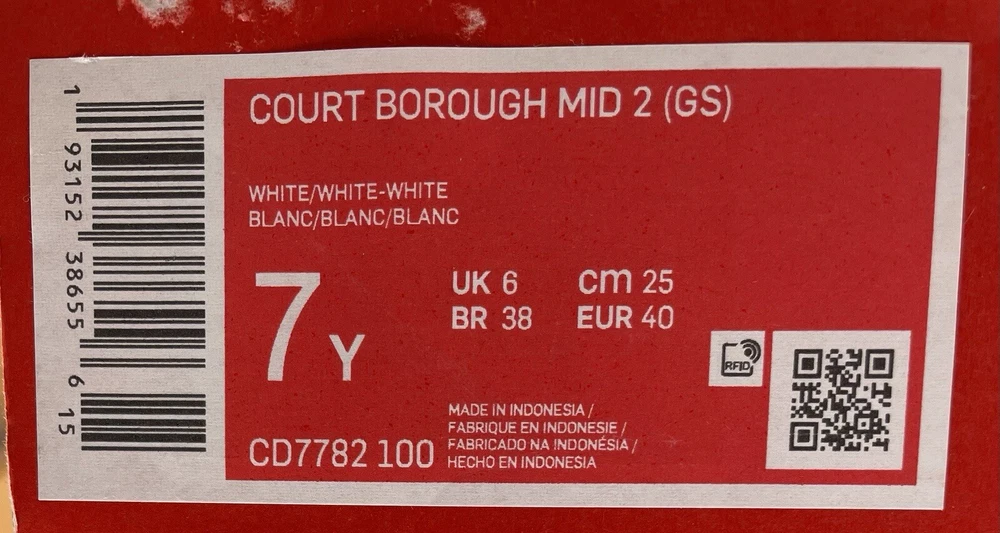 COURT BOROUGH MID 2 (GS)
WHITE/WHITE-WHITE
BLANC/BLANC/BLANC
7 Y
UK 6 cm 25
BR 38 EUR 40
RFID
CD7782 100
MADE IN INDONESIA /
FABRIQUE EN INDONESIE /
FABRICADO NA INDONÉSIA /
HECHO EN INDONESIA
1 93152 38655 6 15